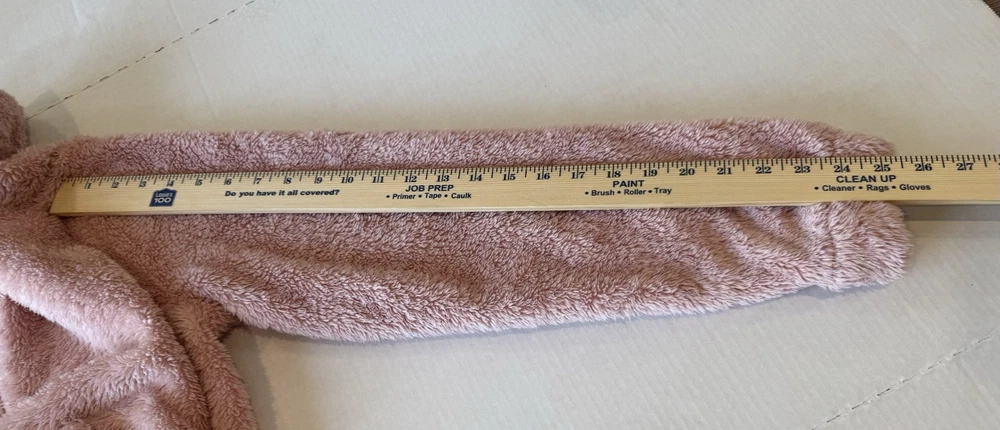 1 2 3 4 5 6 7 8 9 10 11 12 13 14 15 16 17 18 19 20 21 22 23 24 25 26 27
LOWE'S
100
Do you have it all covered?
JOB PREP
• Primer • Tape • Caulk
PAINT
• Brush • Roller • Tray
CLEAN UP
• Cleaner • Rags • Gloves